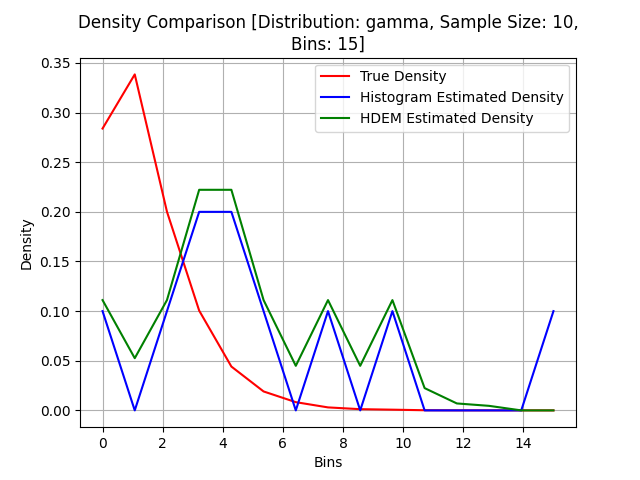 Density Comparison [Distribution: gamma, Sample Size: 10,
Bins: 15]
0.35
0.30
0.25
0.20
0.15
0.10
0.05
0.00
Density
True Density
Histogram Estimated Density
HDEM Estimated Density
0 2 4 6 8 10 12 14
Bins